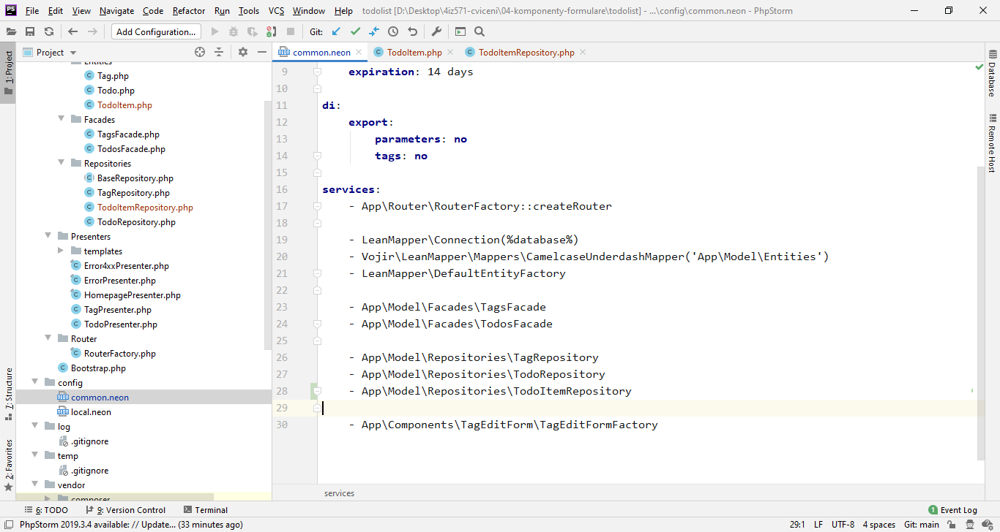 File Edit View Navigate Code Refactor Run Tools VCS Window Help todolist [D:\Desktop\4iz571-cviceni\04-komponenty-formulare\todolist] - ...\config\common.neon - PhpStorm
Add Configuration... Git:
1: Project
Project
common.neon TodoItem.php TodoItemRepository.php
Entities
Tag.php
Todo.php
TodoItem.php
Facades
TagsFacade.php
TodosFacade.php
Repositories
BaseRepository.php
TagRepository.php
TodoItemRepository.php
TodoRepository.php
Presenters
templates
Error4xxPresenter.php
ErrorPresenter.php
HomepagePresenter.php
TagPresenter.php
TodoPresenter.php
Router
RouterFactory.php
Bootstrap.php
config
common.neon
local.neon
log
.gitignore
temp
.gitignore
vendor
composer
7: Structure
2: Favorites
9 expiration: 14 days
10
11 di:
12 export:
13 parameters: no
14 tags: no
15
16 services:
17 - App\Router\RouterFactory::createRouter
18
19 - LeanMapper\Connection(%database%)
20 - Vojir\LeanMapper\Mappers\CamelcaseUnderdashMapper('App\Model\Entities')
21 - LeanMapper\DefaultEntityFactory
22
23 - App\Model\Facades\TagsFacade
24 - App\Model\Facades\TodosFacade
25
26 - App\Model\Repositories\TagRepository
27 - App\Model\Repositories\TodoRepository
28 - App\Model\Repositories\TodoItemRepository
29
30 - App\Components\TagEditForm\TagEditFormFactory
services
Database
Remote Host
6: TODO 9: Version Control Terminal 1 Event Log
PhpStorm 2019.3.4 available: // Update... (33 minutes ago) 29:1 LF UTF-8 4 spaces Git: main